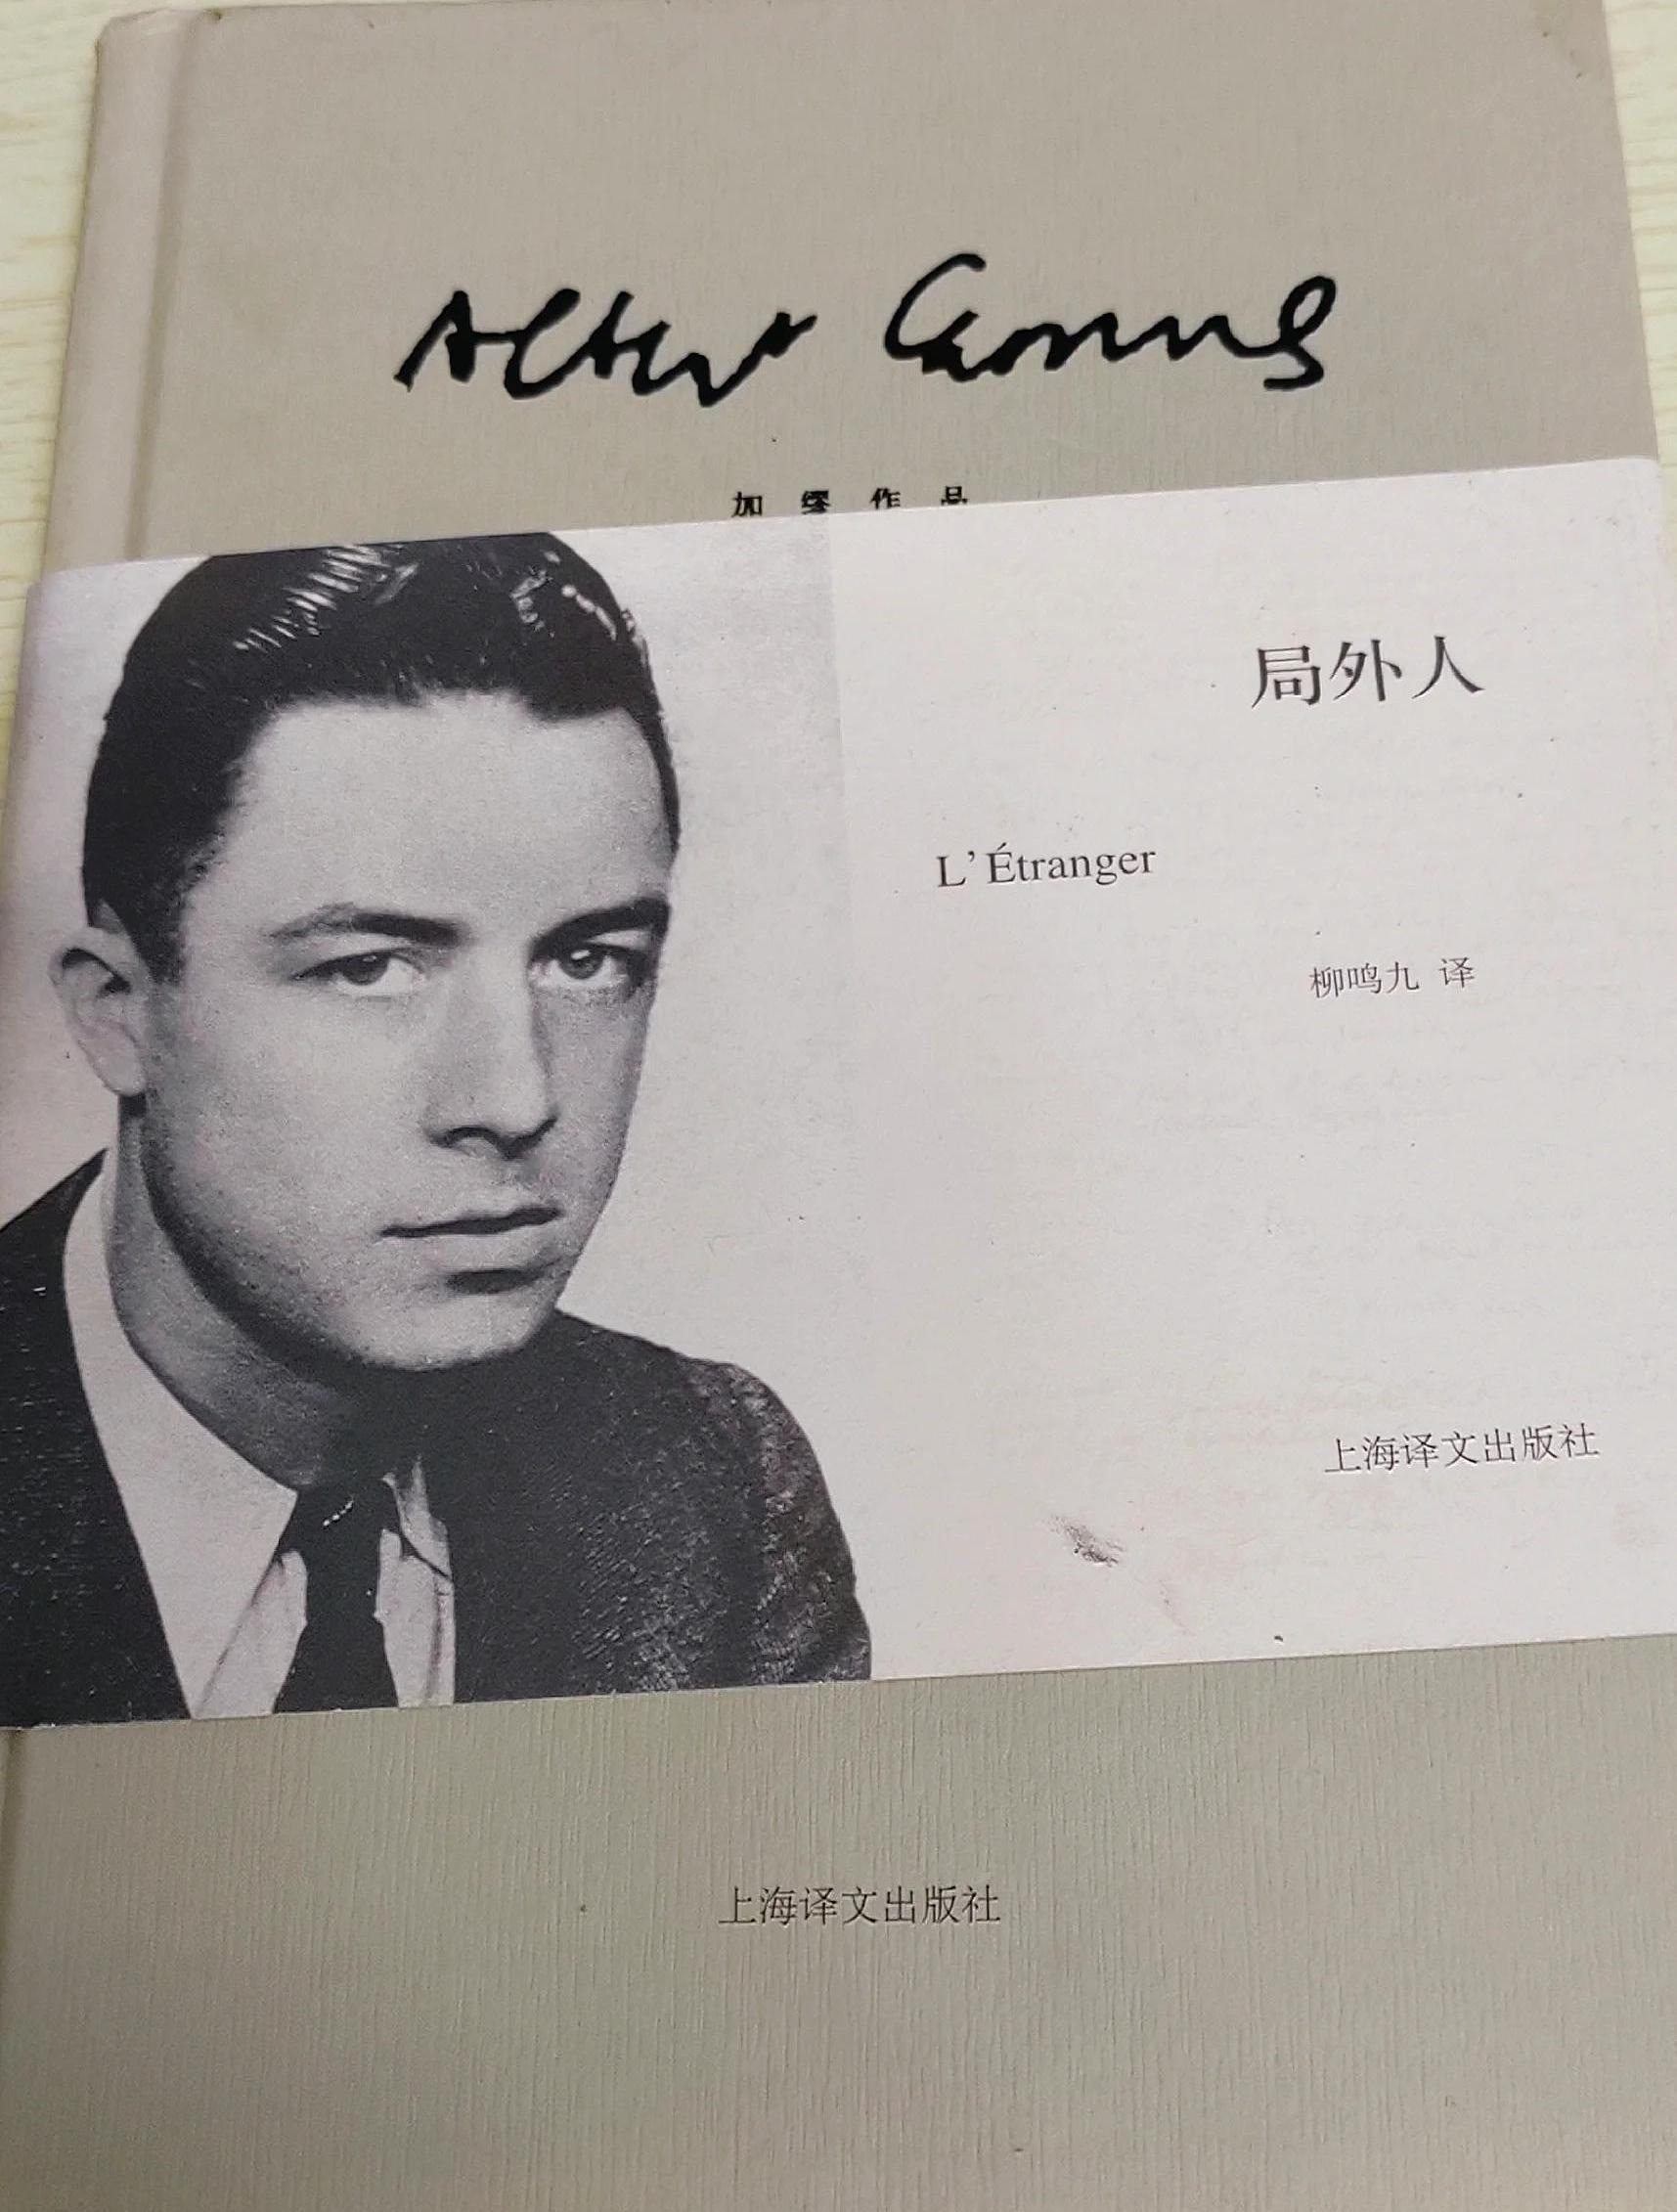 Albert Camus
加缪作品
局外人
L'Étranger
柳鸣九 译
上海译文出版社
上海译文出版社